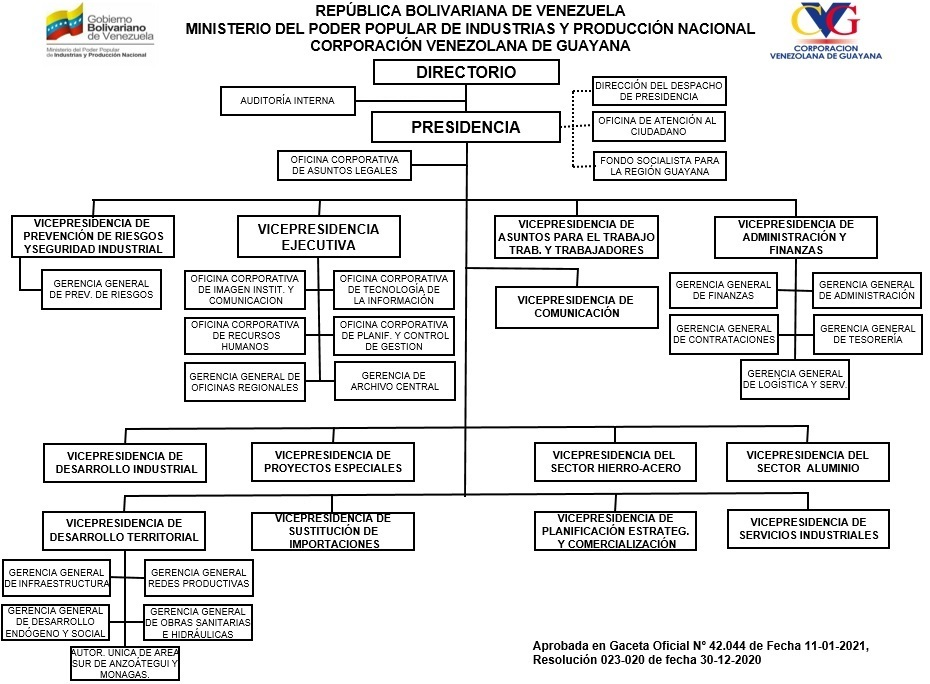 Gobierno
Bolivariano
de Venezuela
Ministerio del Poder Popular
de Industrias y Producción Nacional
REPÚBLICA BOLIVARIANA DE VENEZUELA
MINISTERIO DEL PODER POPULAR DE INDUSTRIAS Y PRODUCCIÓN NACIONAL
CORPORACIÓN VENEZOLANA DE GUAYANA
CVG
CORPORACION
VENEZOLANA DE GUAYANA
DIRECTORIO
AUDITORÍA INTERNA
PRESIDENCIA
DIRECCIÓN DEL DESPACHO
DE PRESIDENCIA
OFICINA DE ATENCIÓN AL
CIUDADANO
FONDO SOCIALISTA PARA
LA REGIÓN GUAYANA
OFICINA CORPORATIVA
DE ASUNTOS LEGALES
VICEPRESIDENCIA DE
PREVENCIÓN DE RIESGOS
Y SEGURIDAD INDUSTRIAL
VICEPRESIDENCIA
EJECUTIVA
VICEPRESIDENCIA DE
ASUNTOS PARA EL TRABAJO
TRAB. Y TRABAJADORES
VICEPRESIDENCIA DE
ADMINISTRACIÓN Y
FINANZAS
GERENCIA GENERAL
DE PREV. DE RIESGOS
OFICINA CORPORATIVA
DE IMAGEN INSTIT. Y
COMUNICACION
OFICINA CORPORATIVA
DE TECNOLOGÍA DE
LA INFORMACIÓN
OFICINA CORPORATIVA
DE RECURSOS
HUMANOS
OFICINA CORPORATIVA
DE PLANIF. Y CONTROL
DE GESTION
GERENCIA GENERAL DE
OFICINAS REGIONALES
GERENCIA DE
ARCHIVO CENTRAL
VICEPRESIDENCIA DE
COMUNICACIÓN
GERENCIA GENERAL
DE FINANZAS
GERENCIA GENERAL
DE ADMINISTRACIÓN
GERENCIA GENERAL
DE CONTRATACIONES
GERENCIA GENERAL DE
TESORERÍA
GERENCIA GENERAL
DE LOGÍSTICA Y SERV.
VICEPRESIDENCIA DE
DESARROLLO INDUSTRIAL
VICEPRESIDENCIA DE
PROYECTOS ESPECIALES
VICEPRESIDENCIA DEL
SECTOR HIERRO-ACERO
VICEPRESIDENCIA DEL
SECTOR ALUMINIO
VICEPRESIDENCIA DE
DESARROLLO TERRITORIAL
VICEPRESIDENCIA DE
SUSTITUCIÓN DE
IMPORTACIONES
VICEPRESIDENCIA DE
PLANIFICACIÓN ESTRATEG.
Y COMERCIALIZACIÓN
VICEPRESIDENCIA DE
SERVICIOS INDUSTRIALES
GERENCIA GENERAL
DE INFRAESTRUCTURA
GERENCIA GENERAL
REDES PRODUCTIVAS
GERENCIA GENERAL
DE DESARROLLO
ENDÓGENO Y SOCIAL
GERENCIA GENERAL
DE OBRAS SANITARIAS
E HIDRÁULICAS
AUTOR. UNICA DE AREA
SUR DE ANZOÁTEGUI Y
MONAGAS.
Aprobada en Gaceta Oficial Nº 42.044 de Fecha 11-01-2021,
Resolución 023-020 de fecha 30-12-2020